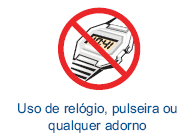 Uso de relógio, pulseira ou
qualquer adorno